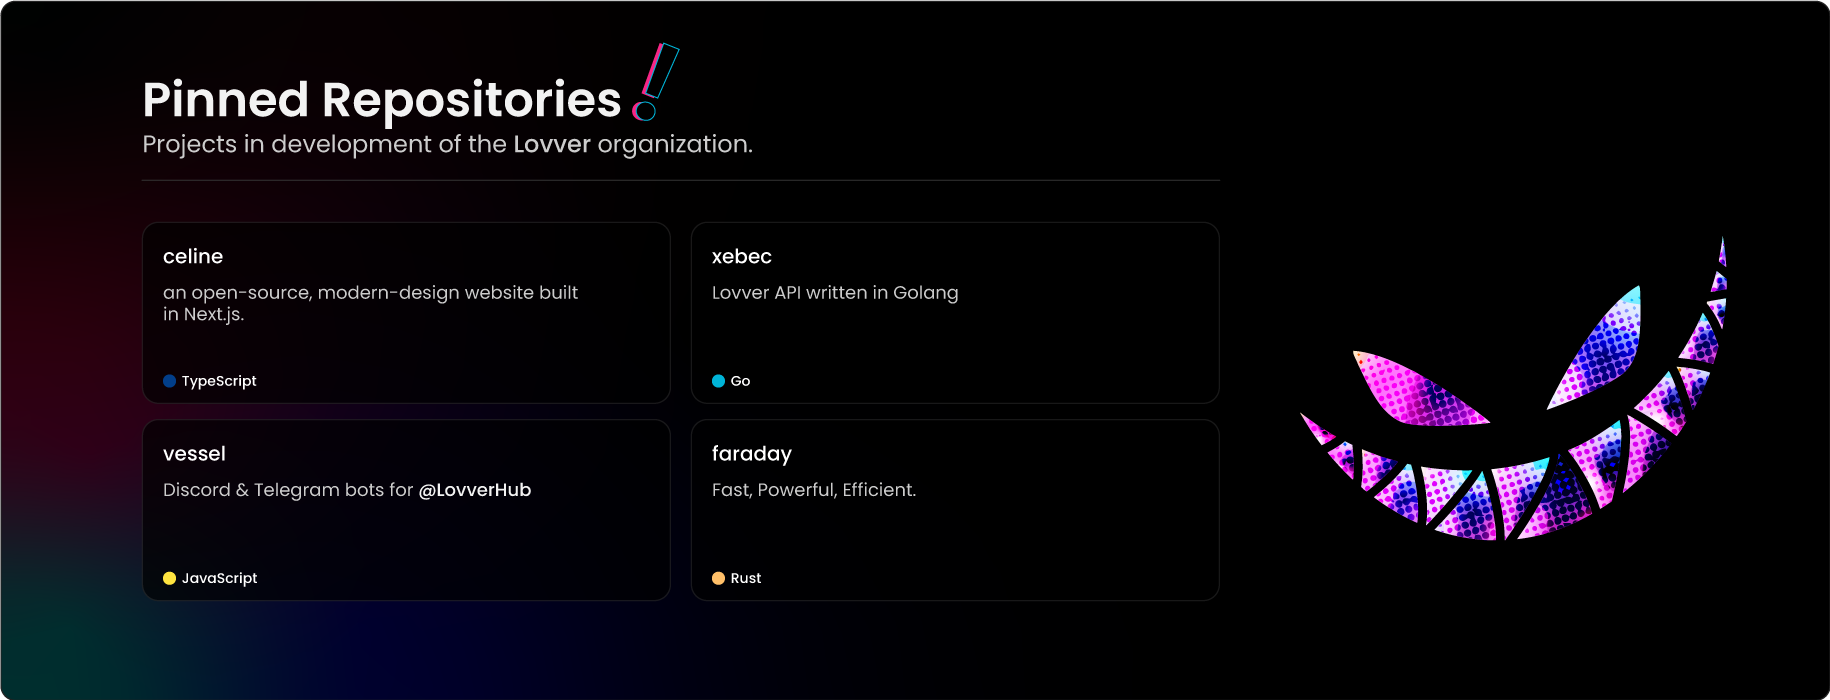 Pinned Repositories!
Projects in development of the Lovver organization.
celine
an open-source, modern-design website built
in Next.js.
TypeScript
xebec
Lovver API written in Golang
Go
vessel
Discord & Telegram bots for @LovverHub
JavaScript
faraday
Fast, Powerful, Efficient.
Rust